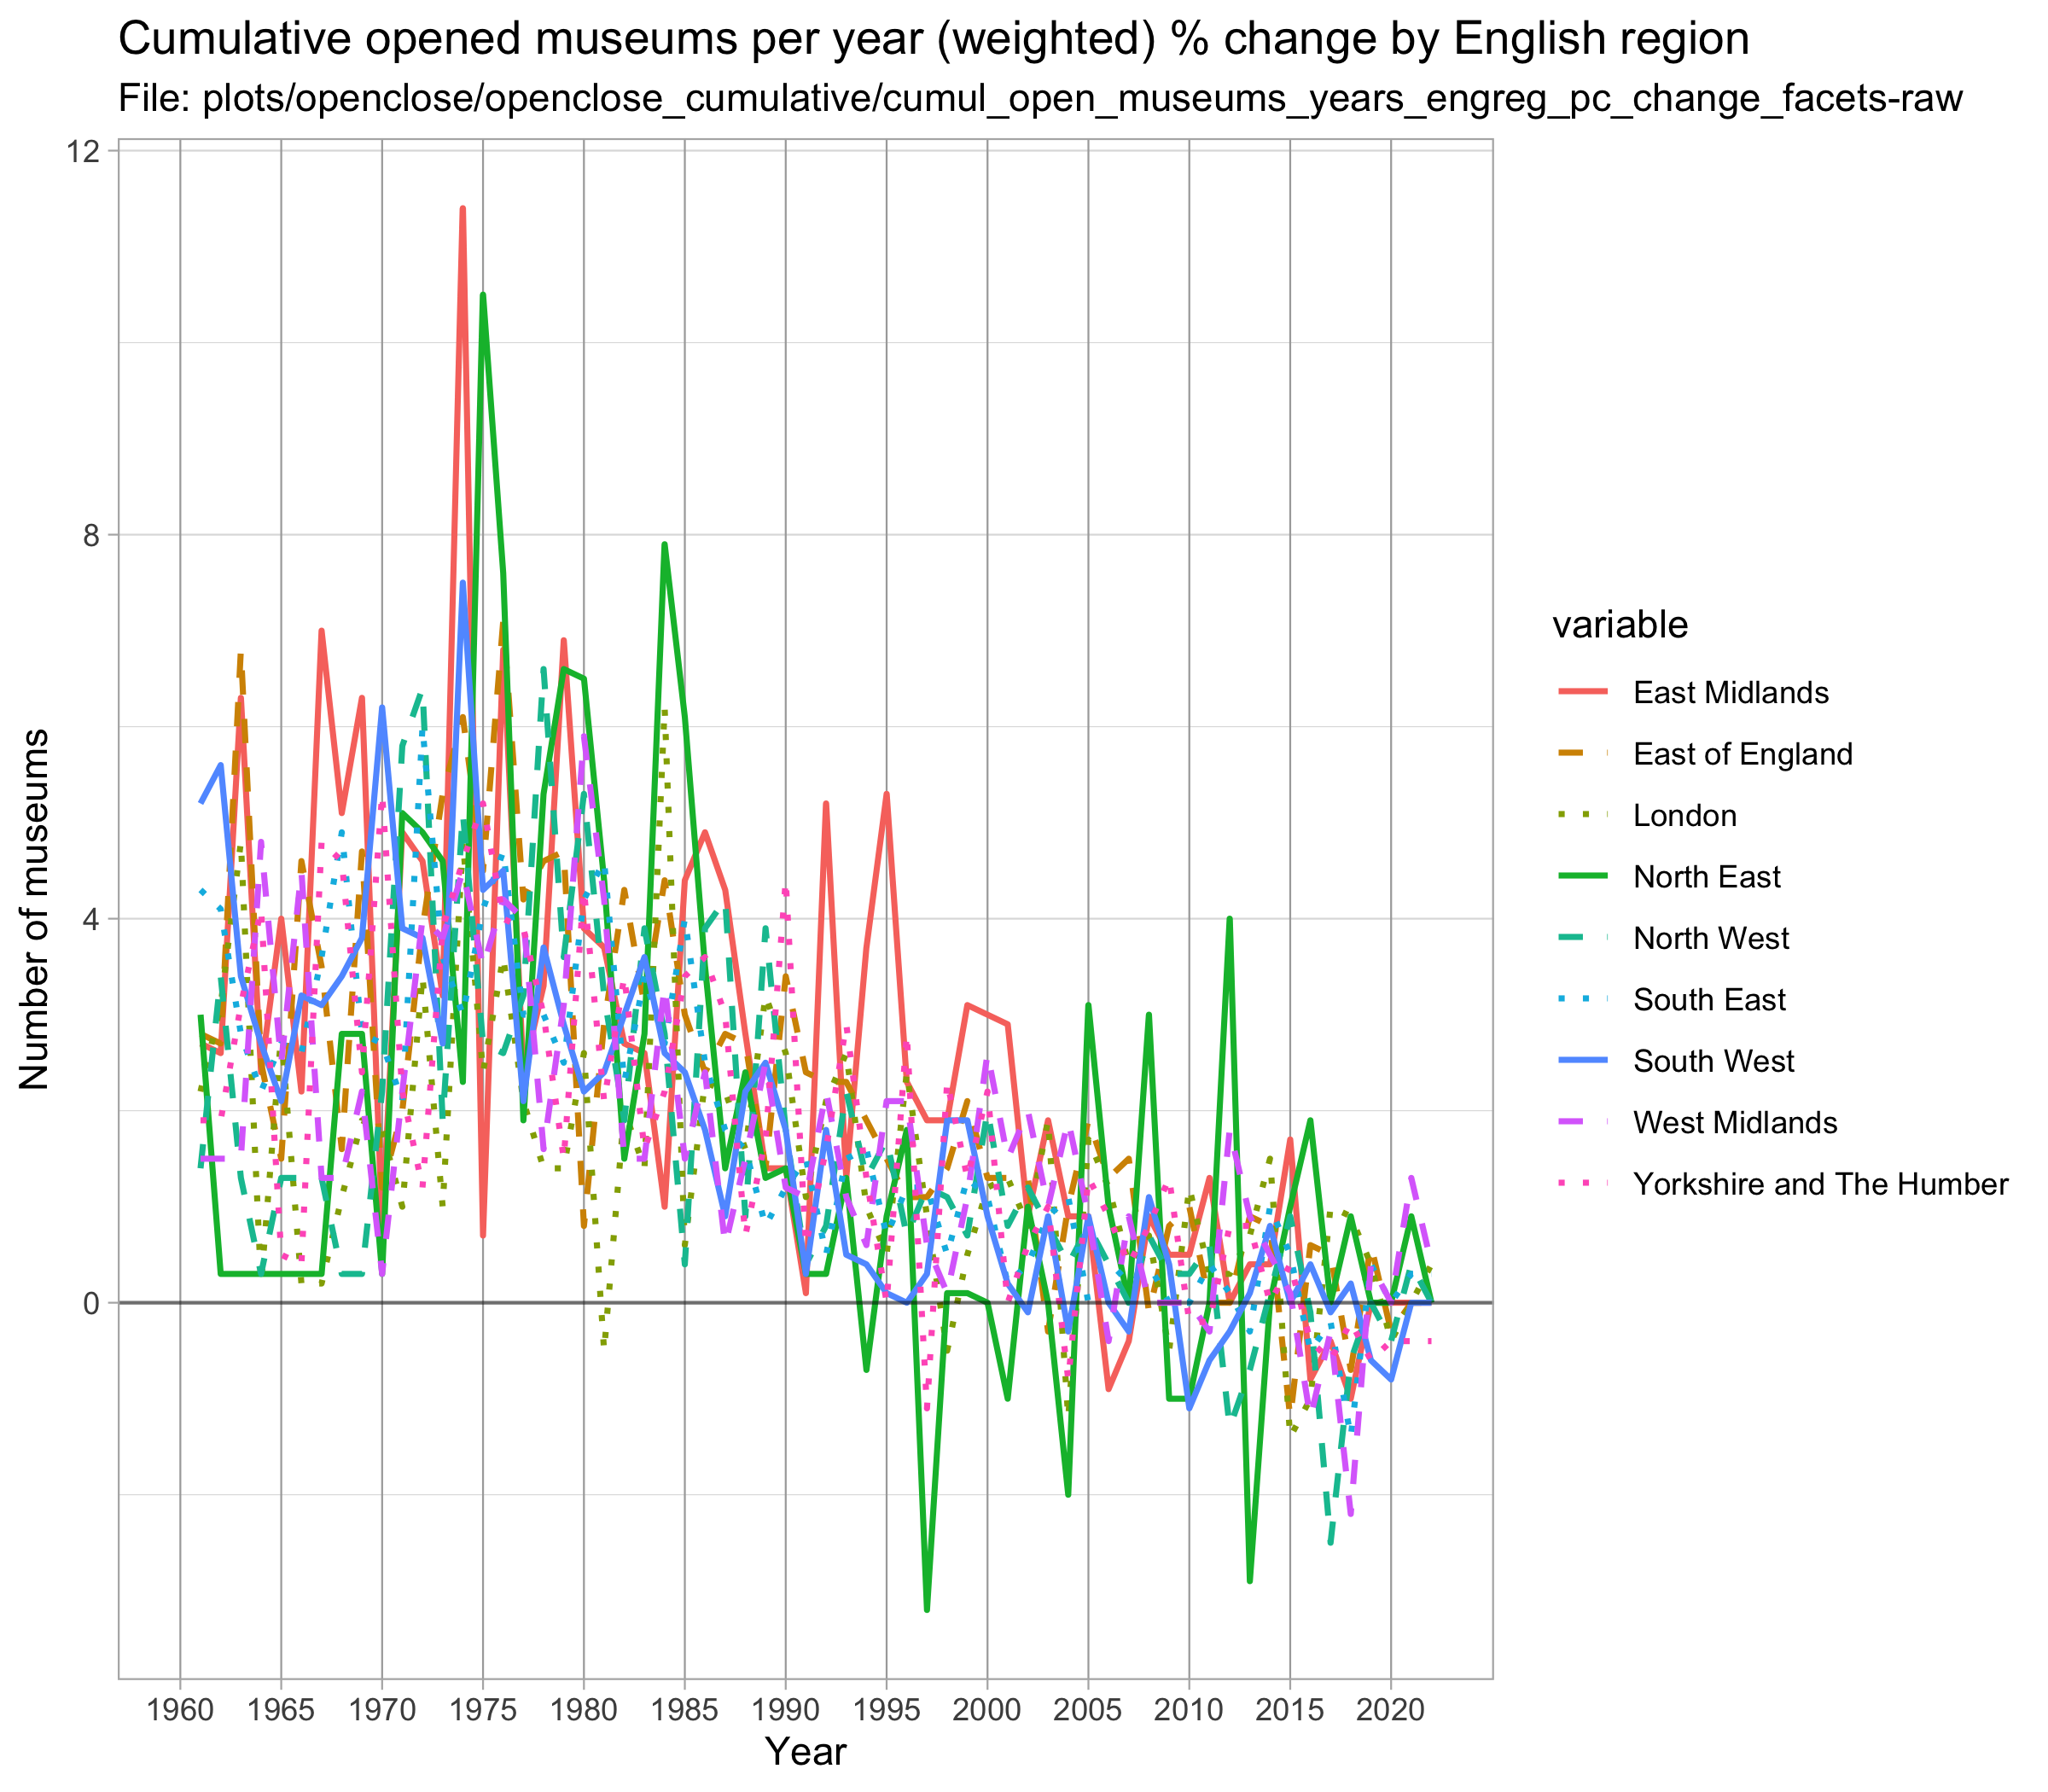 Cumulative opened museums per year (weighted) % change by English region
File: plots/openclose/openclose_cumulative/cumul_open_museums_years_engreg_pc_change_facets-raw
12
8
4
0
Number of museums
1960 1965 1970 1975 1980 1985 1990 1995 2000 2005 2010 2015 2020
Year
variable
East Midlands
East of England
London
North East
North West
South East
South West
West Midlands
Yorkshire and The Humber